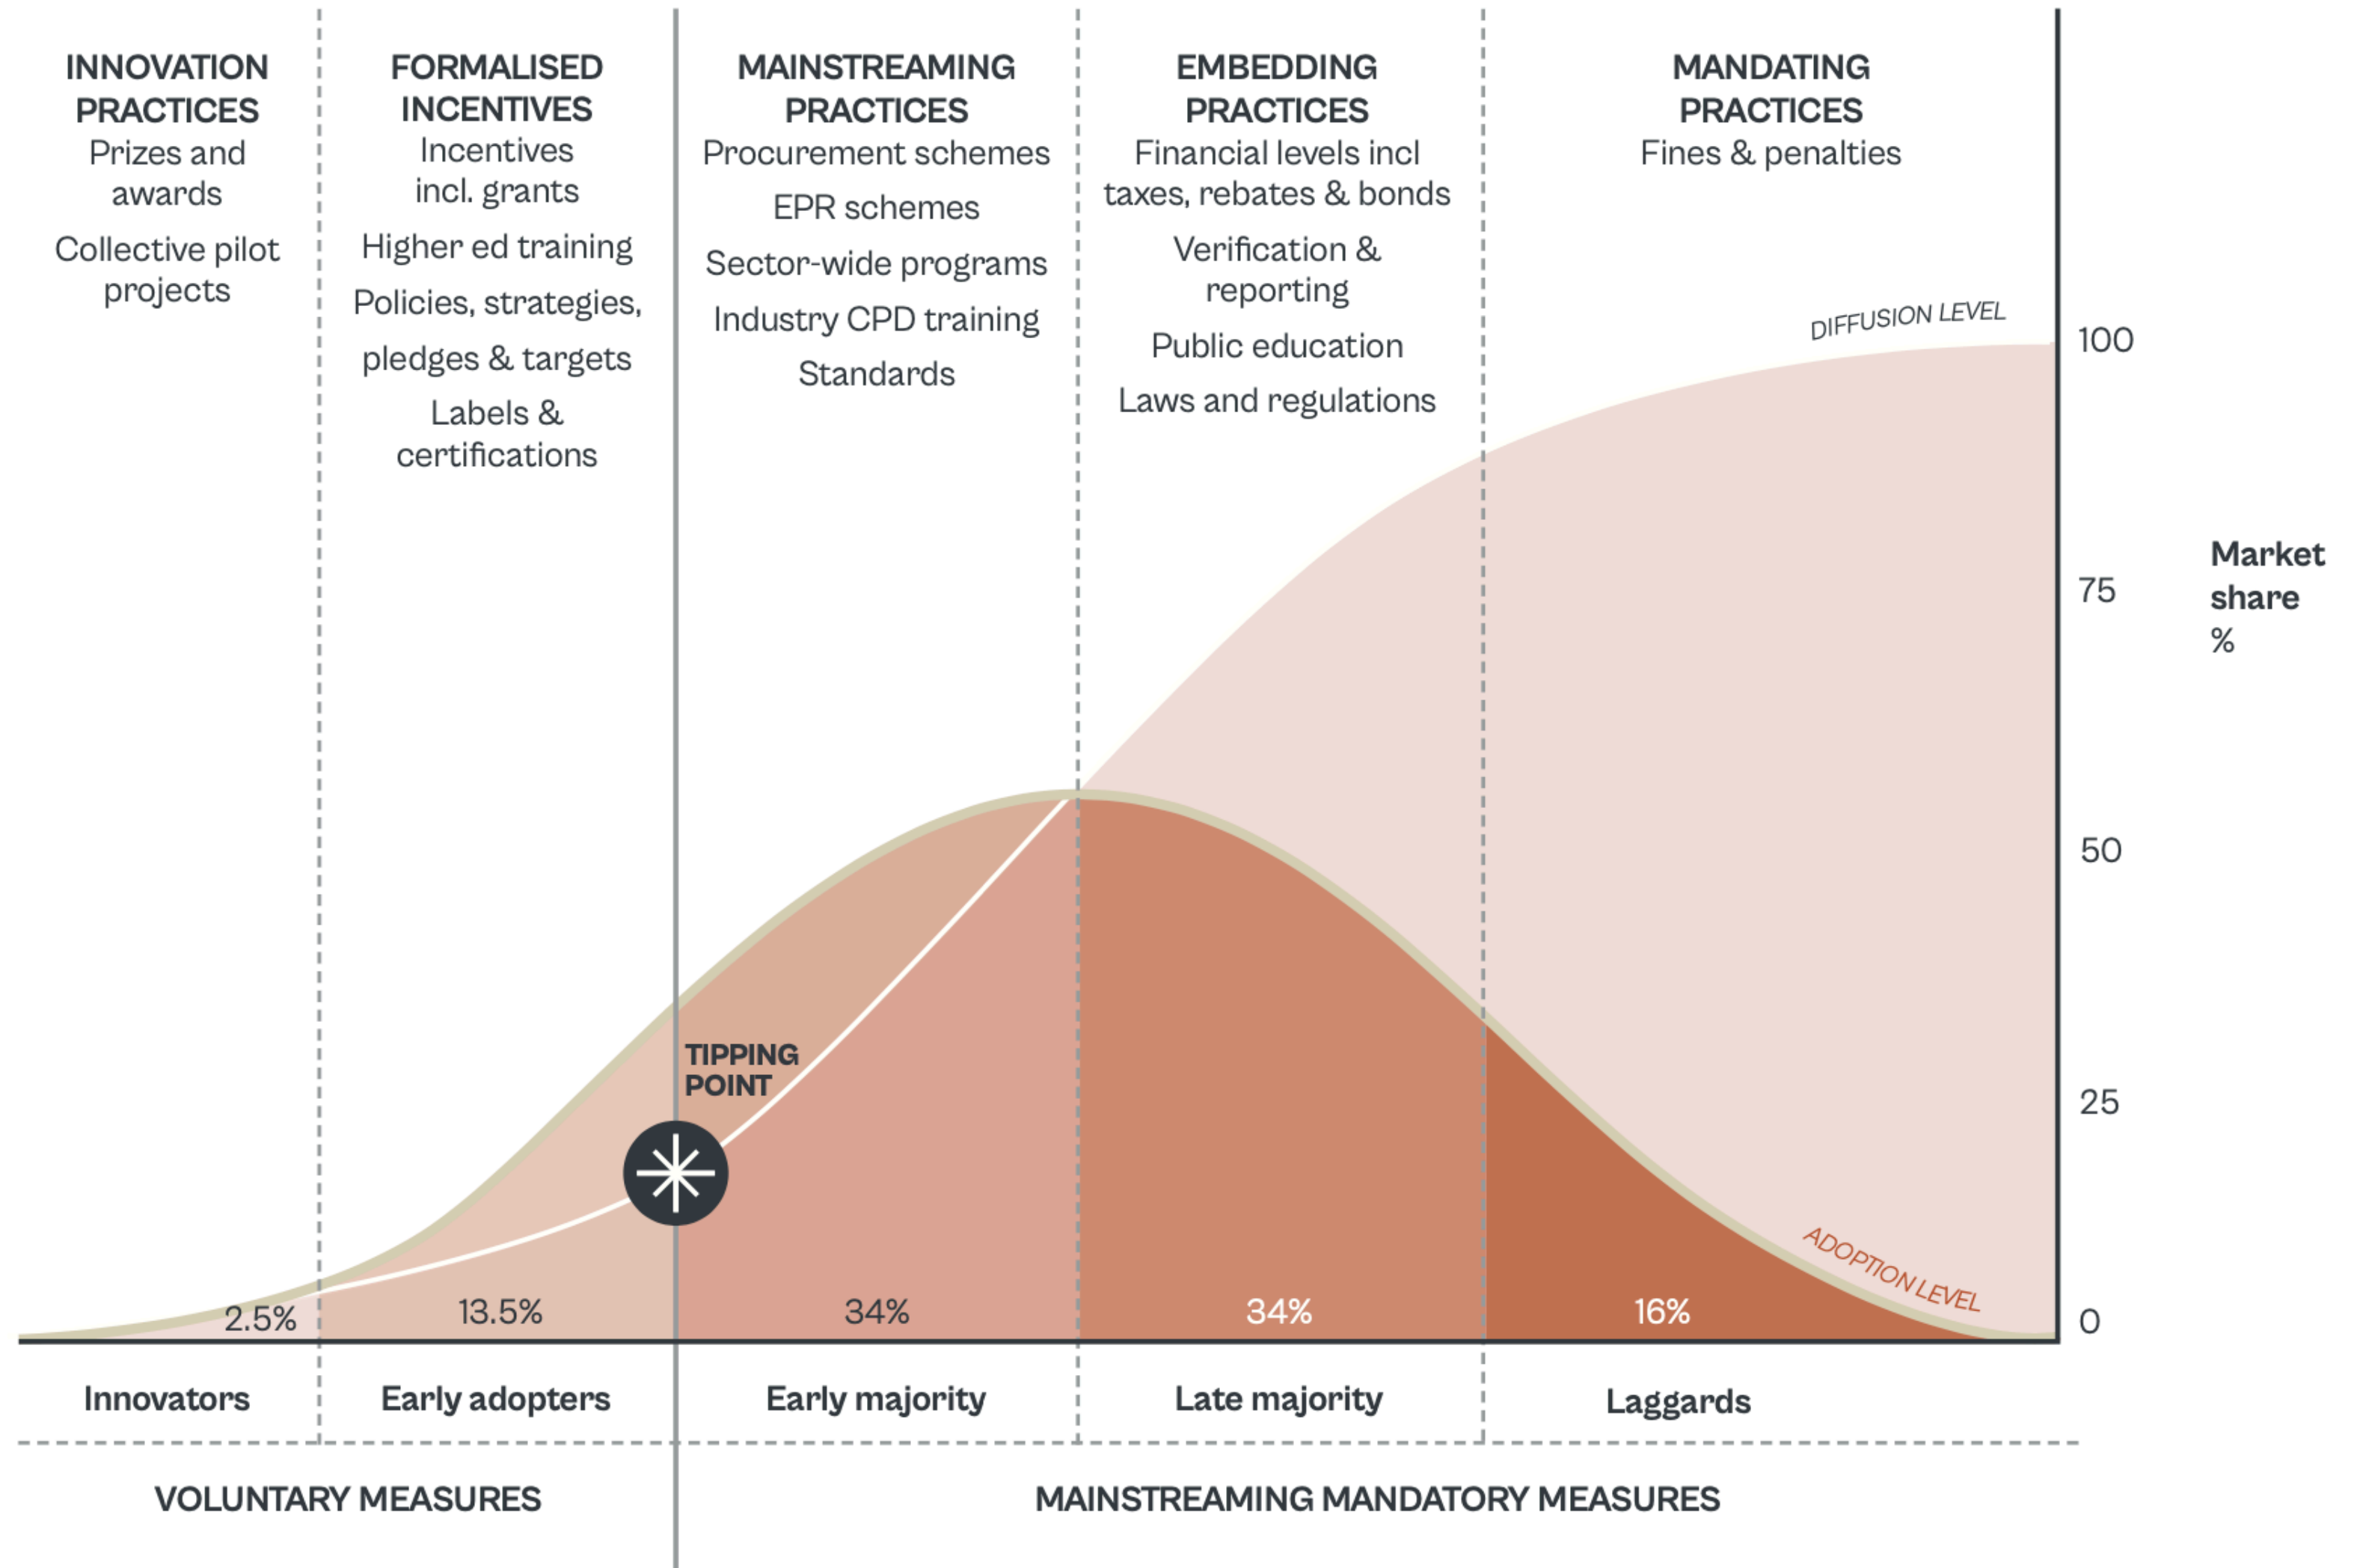 INNOVATION
PRACTICES
Prizes and
awards
Collective pilot
projects
FORMALISED
INCENTIVES
Incentives
incl. grants
Higher ed training
Policies, strategies,
pledges & targets
Labels &
certifications
MAINSTREAMING
PRACTICES
Procurement schemes
EPR schemes
Sector-wide programs
Industry CPD training
Standards
EMBEDDING
PRACTICES
Financial levels incl
taxes, rebates & bonds
Verification &
reporting
Public education
Laws and regulations
MANDATING
PRACTICES
Fines & penalties
DIFFUSION LEVEL
100
75
50
25
0
Market
share
%
TIPPING
POINT
ADOPTION LEVEL
2.5%
13.5%
34%
34%
16%
Innovators
Early adopters
Early majority
Late majority
Laggards
VOLUNTARY MEASURES
MAINSTREAMING MANDATORY MEASURES